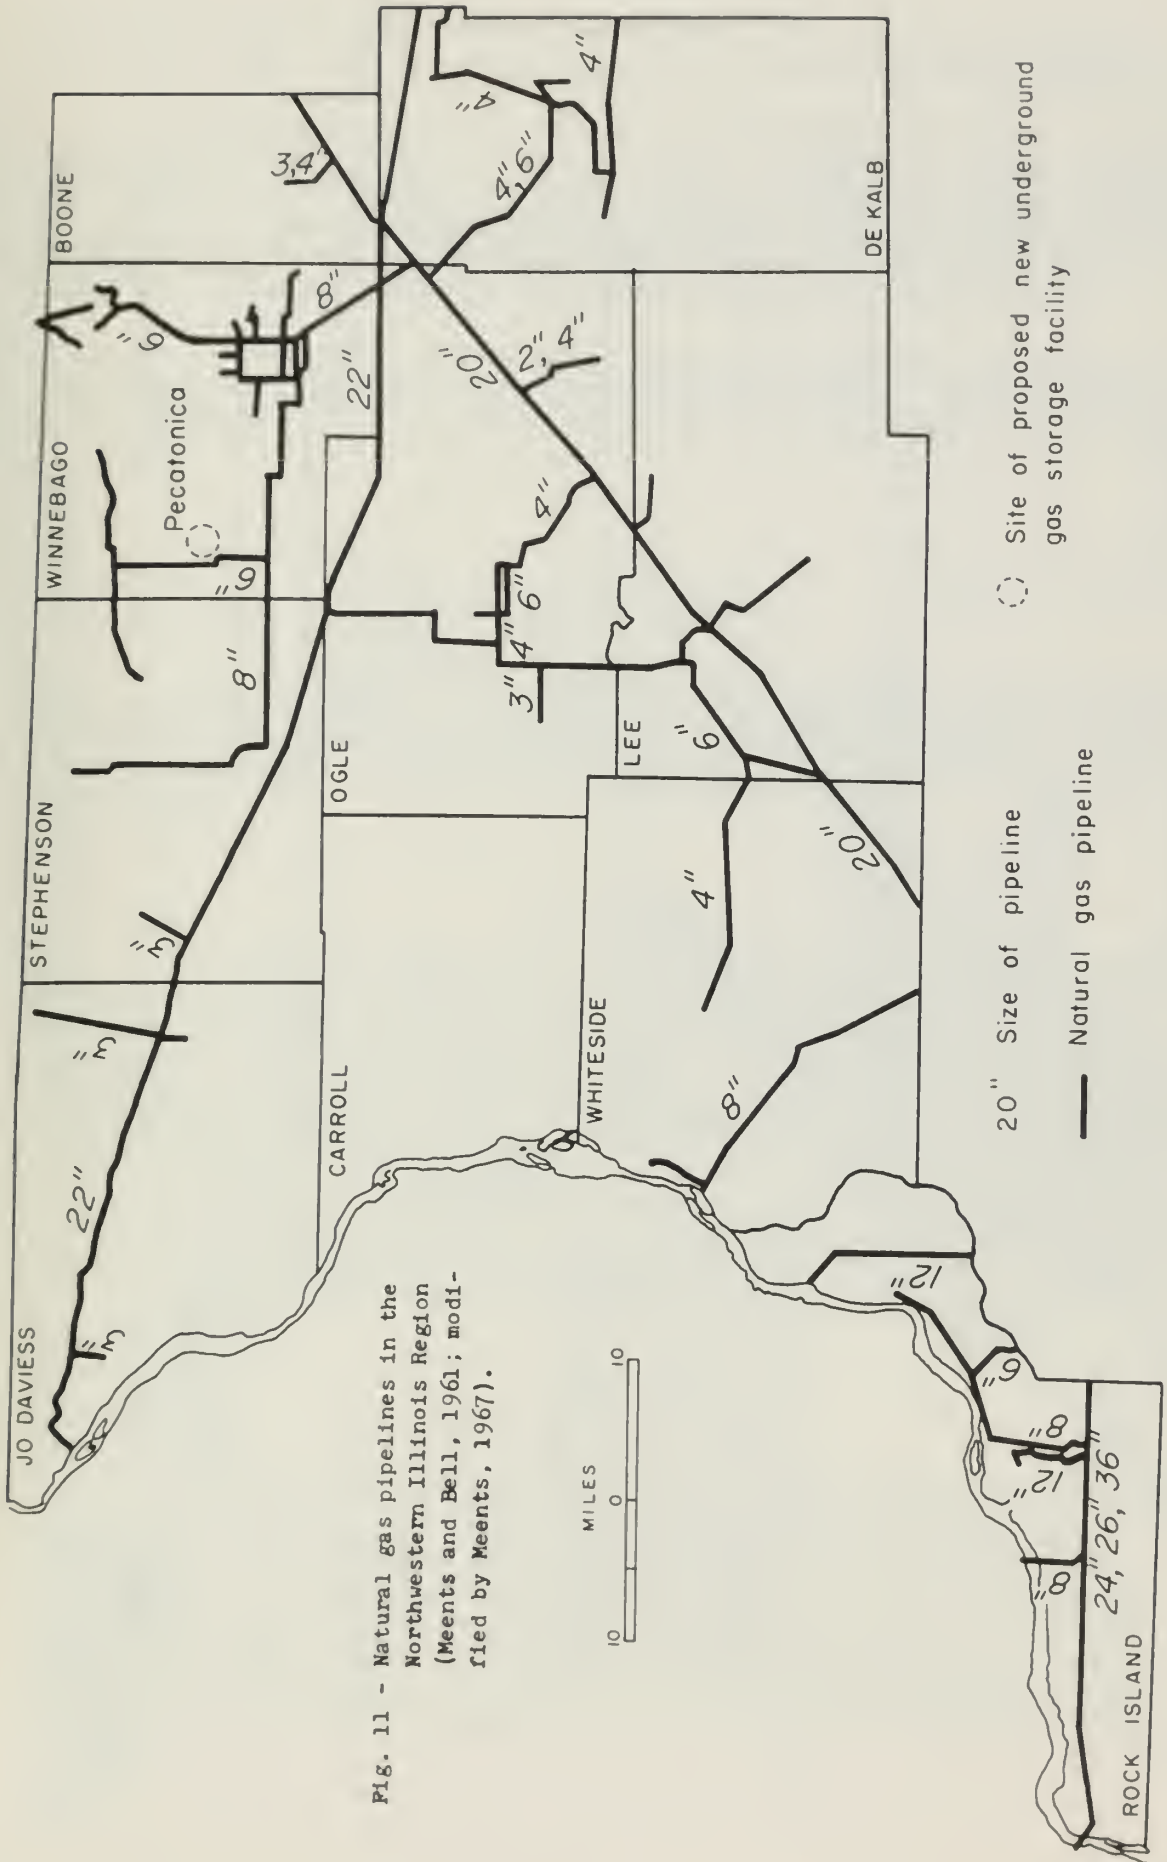 JO DAVIESS
STEPHENSON
WINNEBAGO
BOONE
3"
22"
3"
3"
8"
6"
Pecatonica
6"
8"
3,4"
22"
CARROLL
OGLE
20"
2", 4"
4", 6"
4"
4"
4"
6"
4"
3"
WHITESIDE
LEE
DE KALB
6"
4"
8"
20"
12"
6"
8"
12"
8"
24", 26", 36"
ROCK ISLAND
Fig. 11 - Natural gas pipelines in the
Northwestern Illinois Region
(Meents and Bell, 1961; modi-
fied by Meents, 1967).
MILES
10 0 10
20" Size of pipeline
Natural gas pipeline
Site of proposed new underground
gas storage facility